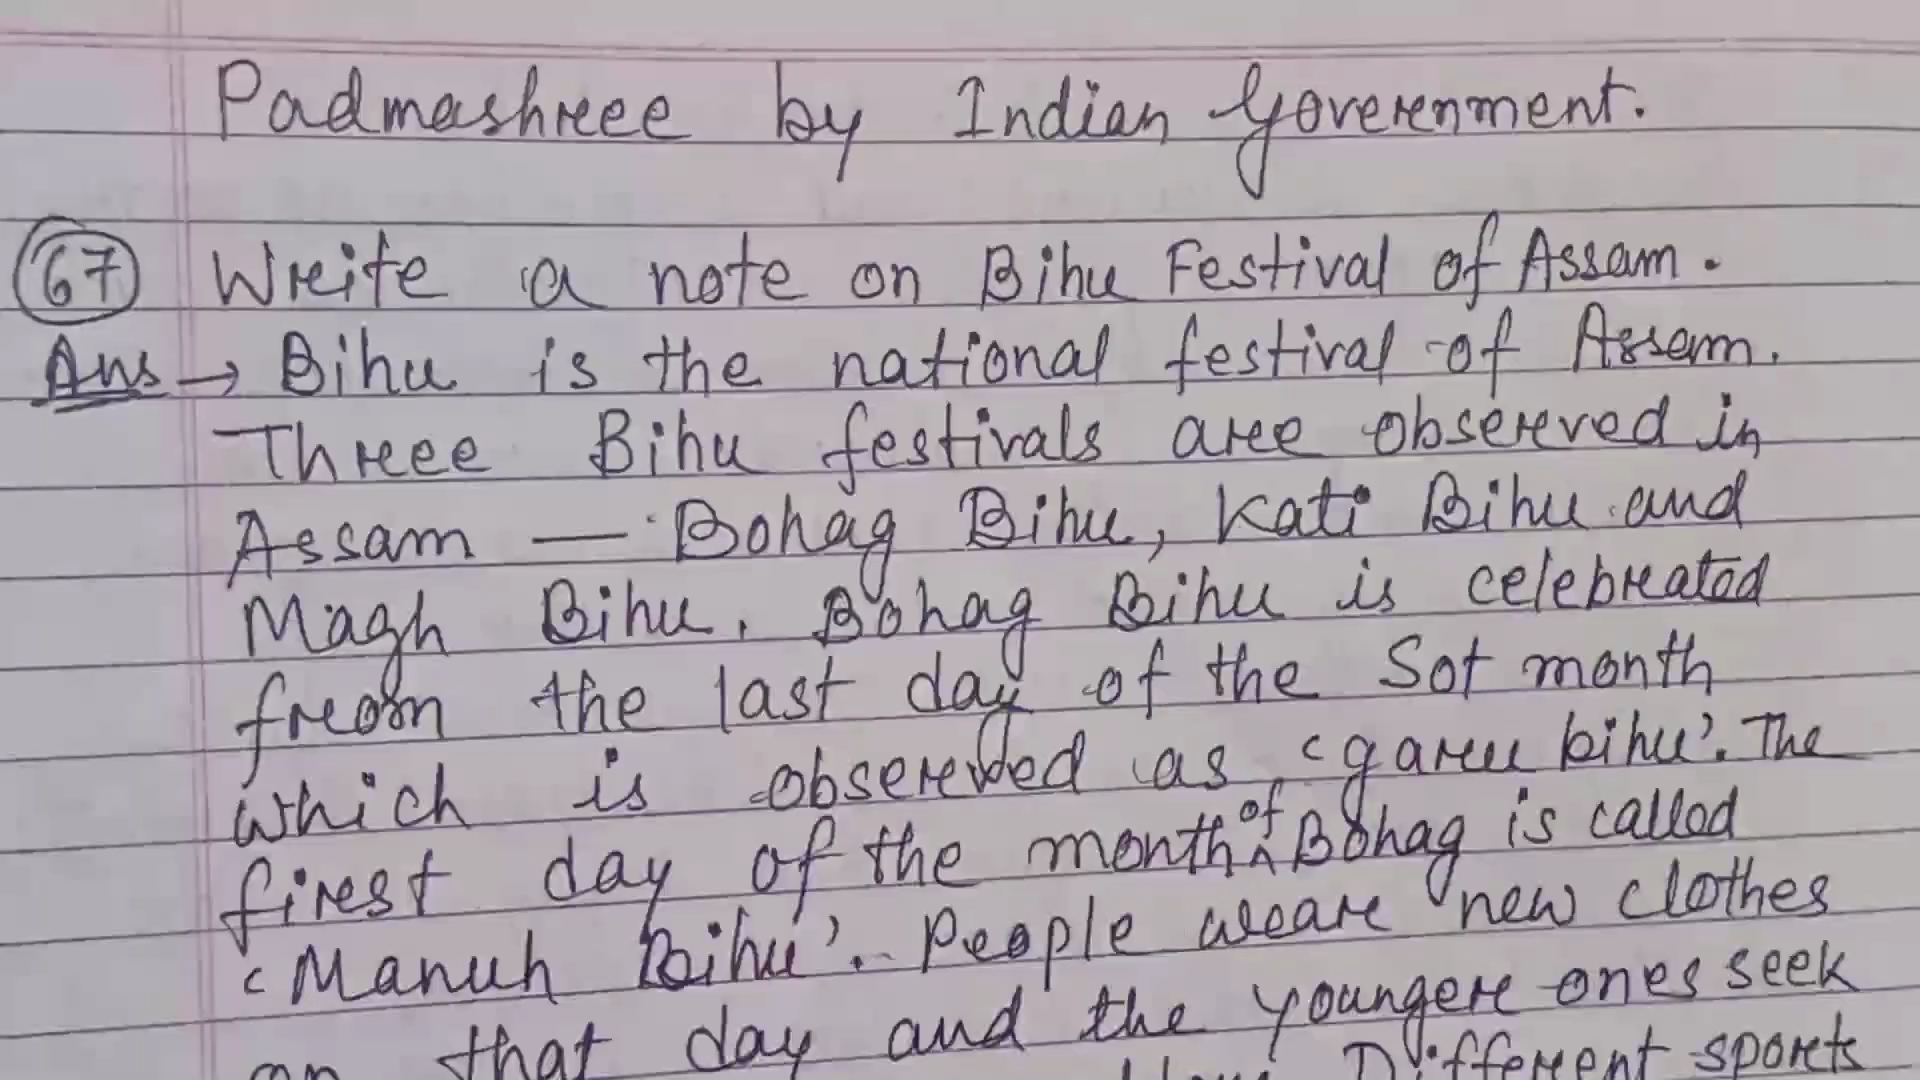 Padmashree by Indian Government.
67 Write a note on Bihu Festival of Assam.
Ans → Bihu is the national festival of Assam.
Three Bihu festivals are observed in
Assam — Bohag Bihu, Kati Bihu and
Magh Bihu. Bohag Bihu is celebrated
from the last day of the Sot month
which is observed as 'garu bihu'. The
first day of the month of Bohag is called
'Manuh Bihu'. People weare new clothes
on that day and the younger ones seek
Different sports